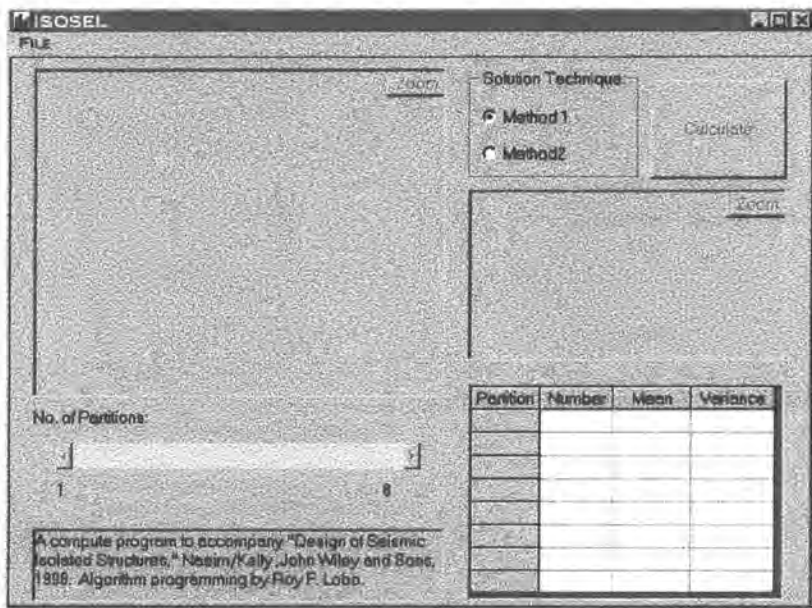 ISOSEL
FILE
Zoom
Solution Technique:
Method 1
Method2
Calculate
Zoom
No. of Partitions:
1 8
Partition Number Mean Variance
A compute program to accompany "Design of Seismic
Isolated Structures," Naeim/Kelly, John Wiley and Sons,
1998. Algorithm programming by Roy F. Lobo.